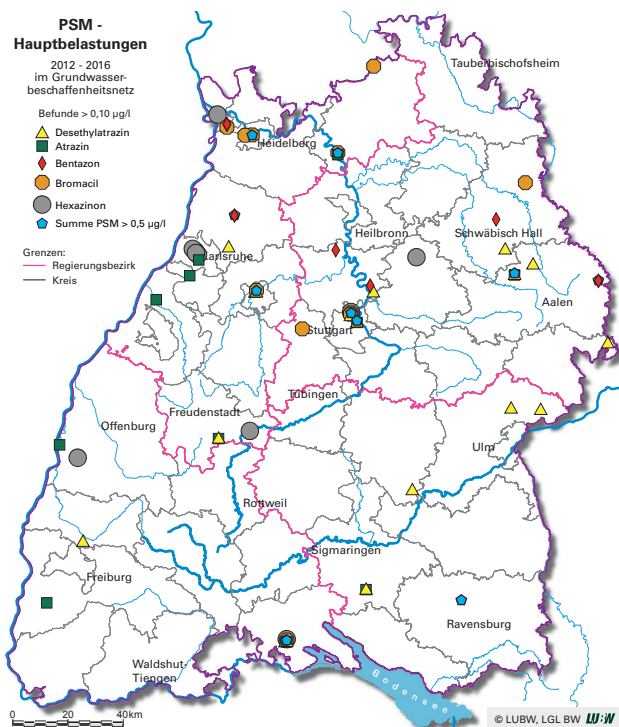 PSM -
Hauptbelastungen
2012 - 2016
im Grundwasser-
beschaffenheitsnetz
Befunde > 0,10 µg/l
Desethylatrazin
Atrazin
Bentazon
Bromacil
Hexazinon
Summe PSM > 0,5 µg/l
Grenzen:
Regierungsbezirk
Kreis
Tauberbischofsheim
Heidelberg
Heilbronn
Schwäbisch Hall
Karlsruhe
Aalen
Stuttgart
Tübingen
Freudenstadt
Offenburg
Ulm
Rottweil
Sigmaringen
Freiburg
Ravensburg
Waldshut-
Tiengen
Bodensee
0 20 40km
© LUBW, LGL BW LUBW